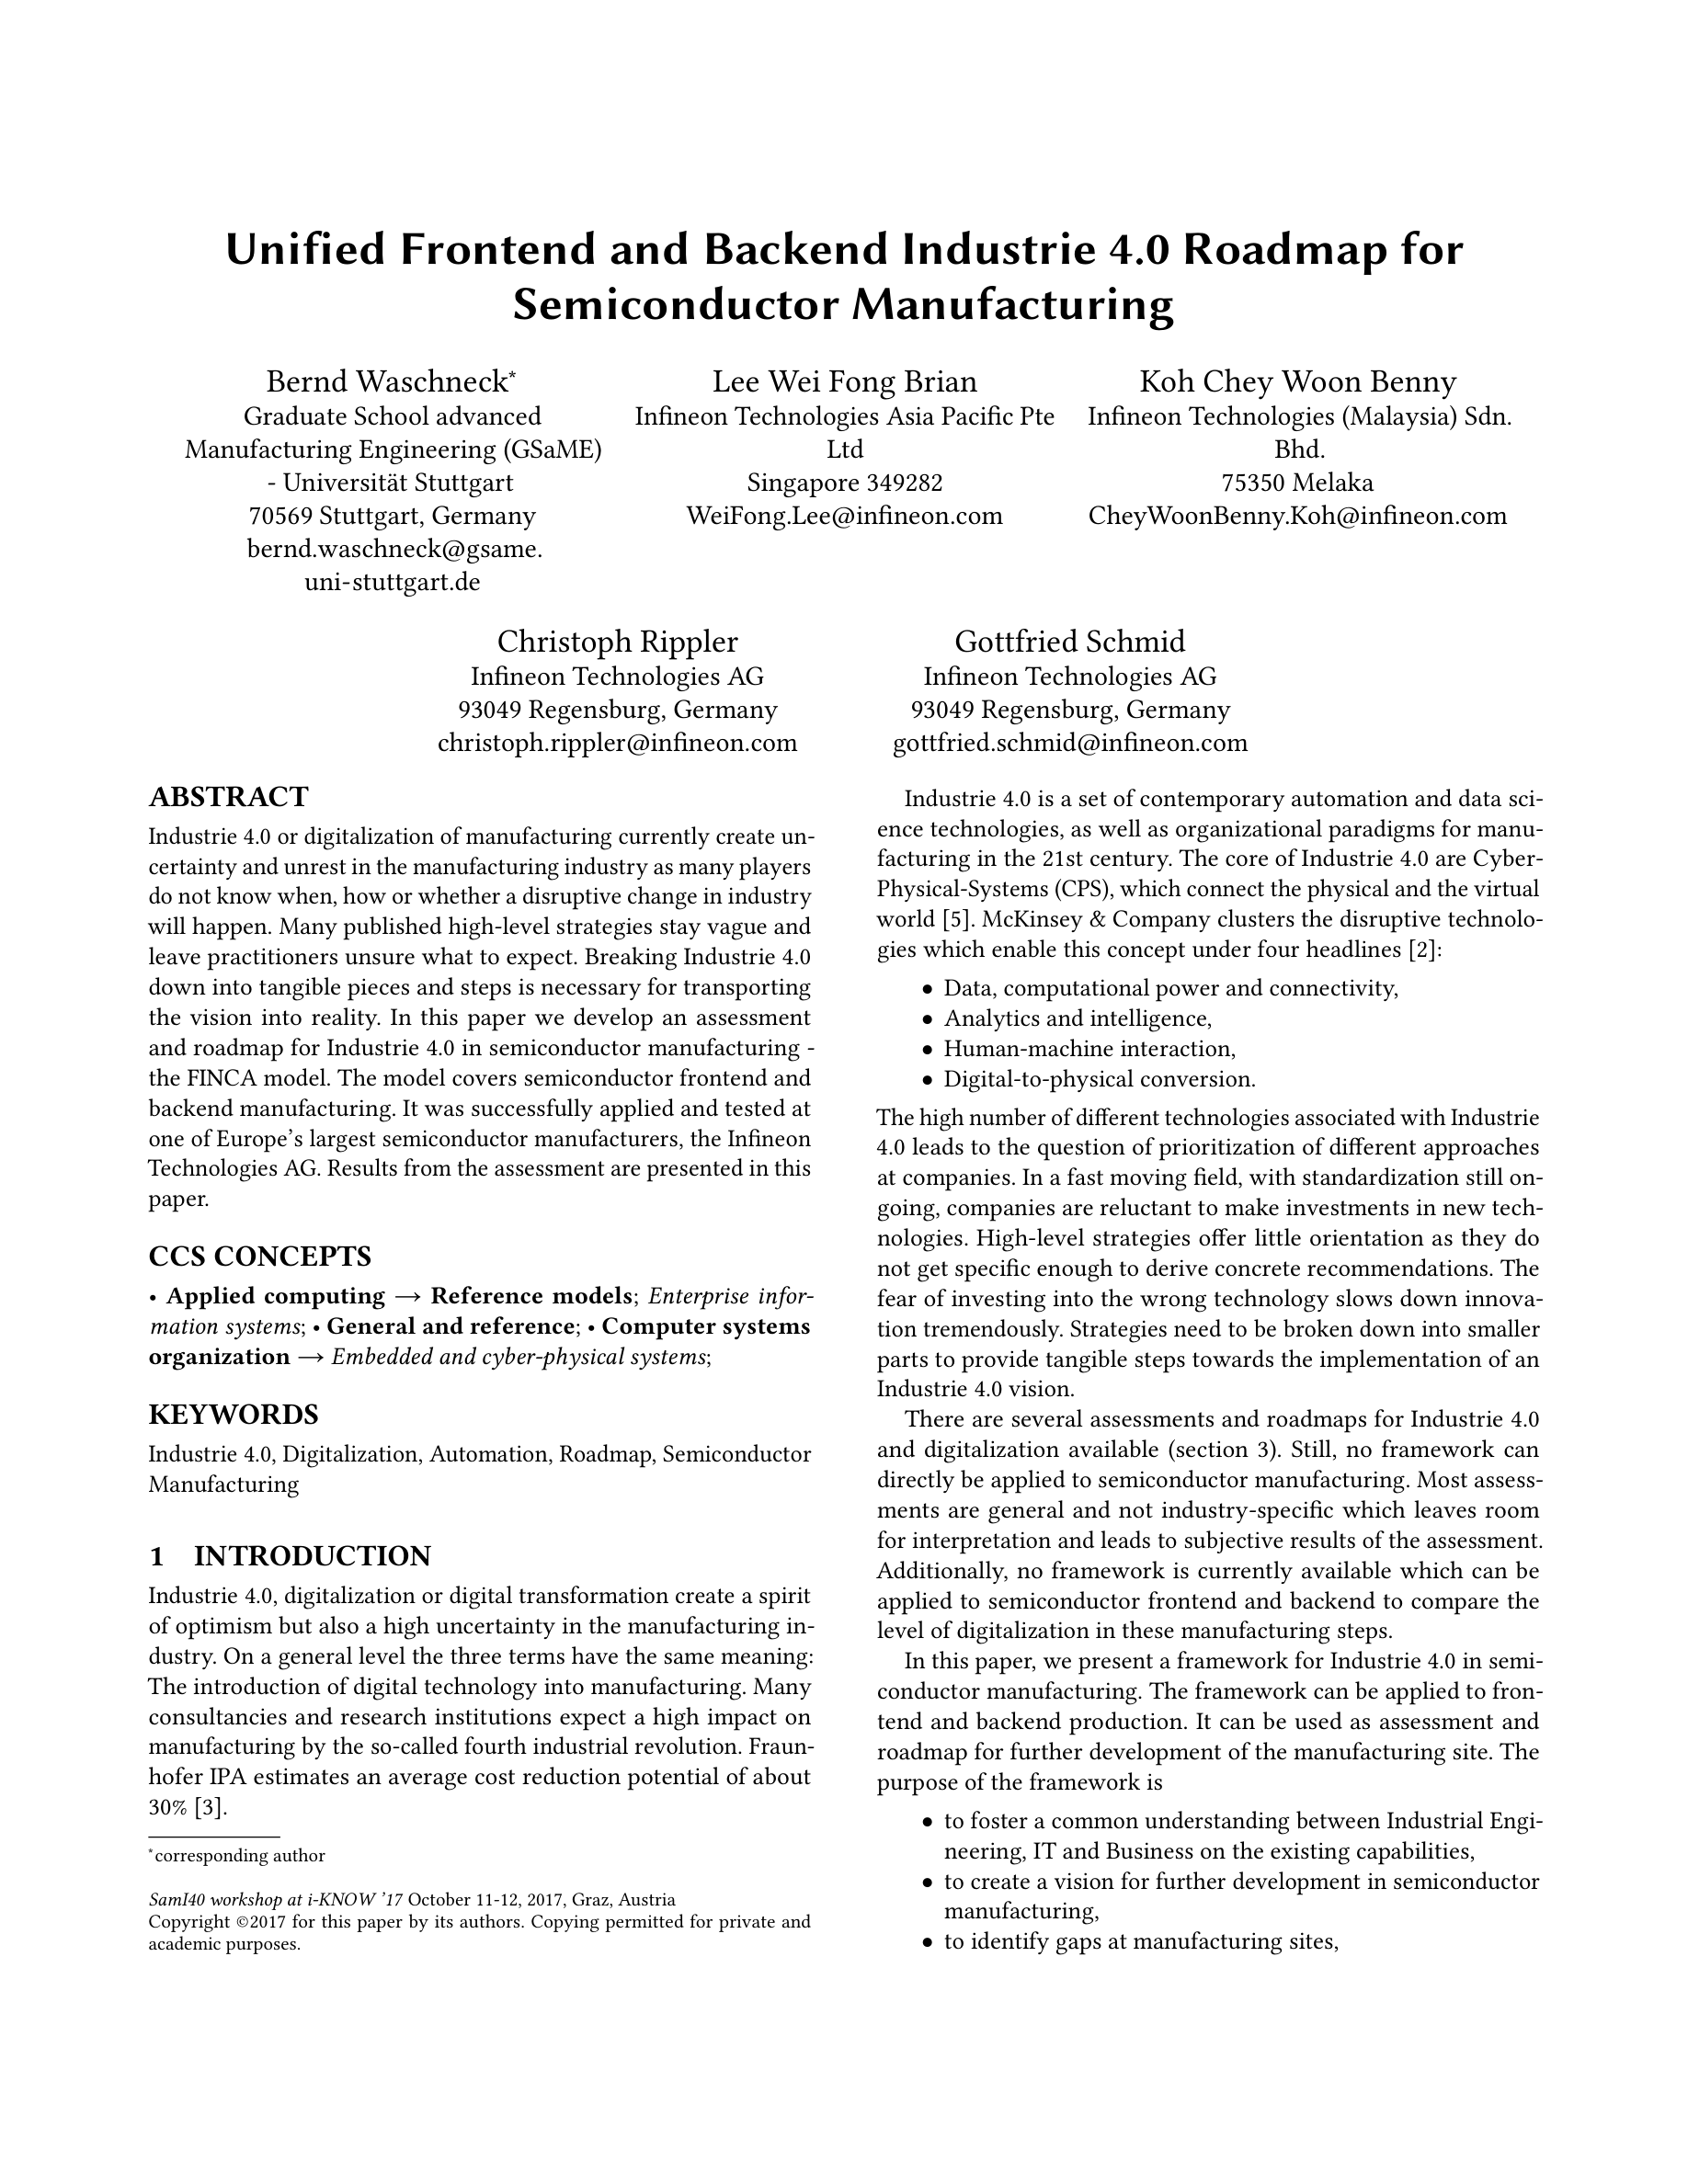 Unified Frontend and Backend Industrie 4.0 Roadmap for
Semiconductor Manufacturing
Bernd Waschneck*
Graduate School advanced
Manufacturing Engineering (GSaME)
- Universität Stuttgart
70569 Stuttgart, Germany
bernd.waschneck@gsame.
uni-stuttgart.de
Lee Wei Fong Brian
Infineon Technologies Asia Pacific Pte
Ltd
Singapore 349282
WeiFong.Lee@infineon.com
Koh Chey Woon Benny
Infineon Technologies (Malaysia) Sdn.
Bhd.
75350 Melaka
CheyWoonBenny.Koh@infineon.com
Christoph Rippler
Infineon Technologies AG
93049 Regensburg, Germany
christoph.rippler@infineon.com
Gottfried Schmid
Infineon Technologies AG
93049 Regensburg, Germany
gottfried.schmid@infineon.com
ABSTRACT
Industrie 4.0 or digitalization of manufacturing currently create un-
certainty and unrest in the manufacturing industry as many players
do not know when, how or whether a disruptive change in industry
will happen. Many published high-level strategies stay vague and
leave practitioners unsure what to expect. Breaking Industrie 4.0
down into tangible pieces and steps is necessary for transporting
the vision into reality. In this paper we develop an assessment
and roadmap for Industrie 4.0 in semiconductor manufacturing -
the FINCA model. The model covers semiconductor frontend and
backend manufacturing. It was successfully applied and tested at
one of Europe's largest semiconductor manufacturers, the Infineon
Technologies AG. Results from the assessment are presented in this
paper.
CCS CONCEPTS
• Applied computing → Reference models; Enterprise infor-
mation systems; • General and reference; • Computer systems
organization → Embedded and cyber-physical systems;
KEYWORDS
Industrie 4.0, Digitalization, Automation, Roadmap, Semiconductor
Manufacturing
1 INTRODUCTION
Industrie 4.0, digitalization or digital transformation create a spirit
of optimism but also a high uncertainty in the manufacturing in-
dustry. On a general level the three terms have the same meaning:
The introduction of digital technology into manufacturing. Many
consultancies and research institutions expect a high impact on
manufacturing by the so-called fourth industrial revolution. Fraun-
hofer IPA estimates an average cost reduction potential of about
30% [3].
*corresponding author
SamI40 workshop at i-KNOW '17 October 11-12, 2017, Graz, Austria
Copyright ©2017 for this paper by its authors. Copying permitted for private and
academic purposes.
Industrie 4.0 is a set of contemporary automation and data sci-
ence technologies, as well as organizational paradigms for manu-
facturing in the 21st century. The core of Industrie 4.0 are Cyber-
Physical-Systems (CPS), which connect the physical and the virtual
world [5]. McKinsey & Company clusters the disruptive technolo-
gies which enable this concept under four headlines [2]:
• Data, computational power and connectivity,
• Analytics and intelligence,
• Human-machine interaction,
• Digital-to-physical conversion.
The high number of different technologies associated with Industrie
4.0 leads to the question of prioritization of different approaches
at companies. In a fast moving field, with standardization still on-
going, companies are reluctant to make investments in new tech-
nologies. High-level strategies offer little orientation as they do
not get specific enough to derive concrete recommendations. The
fear of investing into the wrong technology slows down innova-
tion tremendously. Strategies need to be broken down into smaller
parts to provide tangible steps towards the implementation of an
Industrie 4.0 vision.
There are several assessments and roadmaps for Industrie 4.0
and digitalization available (section 3). Still, no framework can
directly be applied to semiconductor manufacturing. Most assess-
ments are general and not industry-specific which leaves room
for interpretation and leads to subjective results of the assessment.
Additionally, no framework is currently available which can be
applied to semiconductor frontend and backend to compare the
level of digitalization in these manufacturing steps.
In this paper, we present a framework for Industrie 4.0 in semi-
conductor manufacturing. The framework can be applied to fron-
tend and backend production. It can be used as assessment and
roadmap for further development of the manufacturing site. The
purpose of the framework is
• to foster a common understanding between Industrial Engi-
neering, IT and Business on the existing capabilities,
• to create a vision for further development in semiconductor
manufacturing,
• to identify gaps at manufacturing sites,